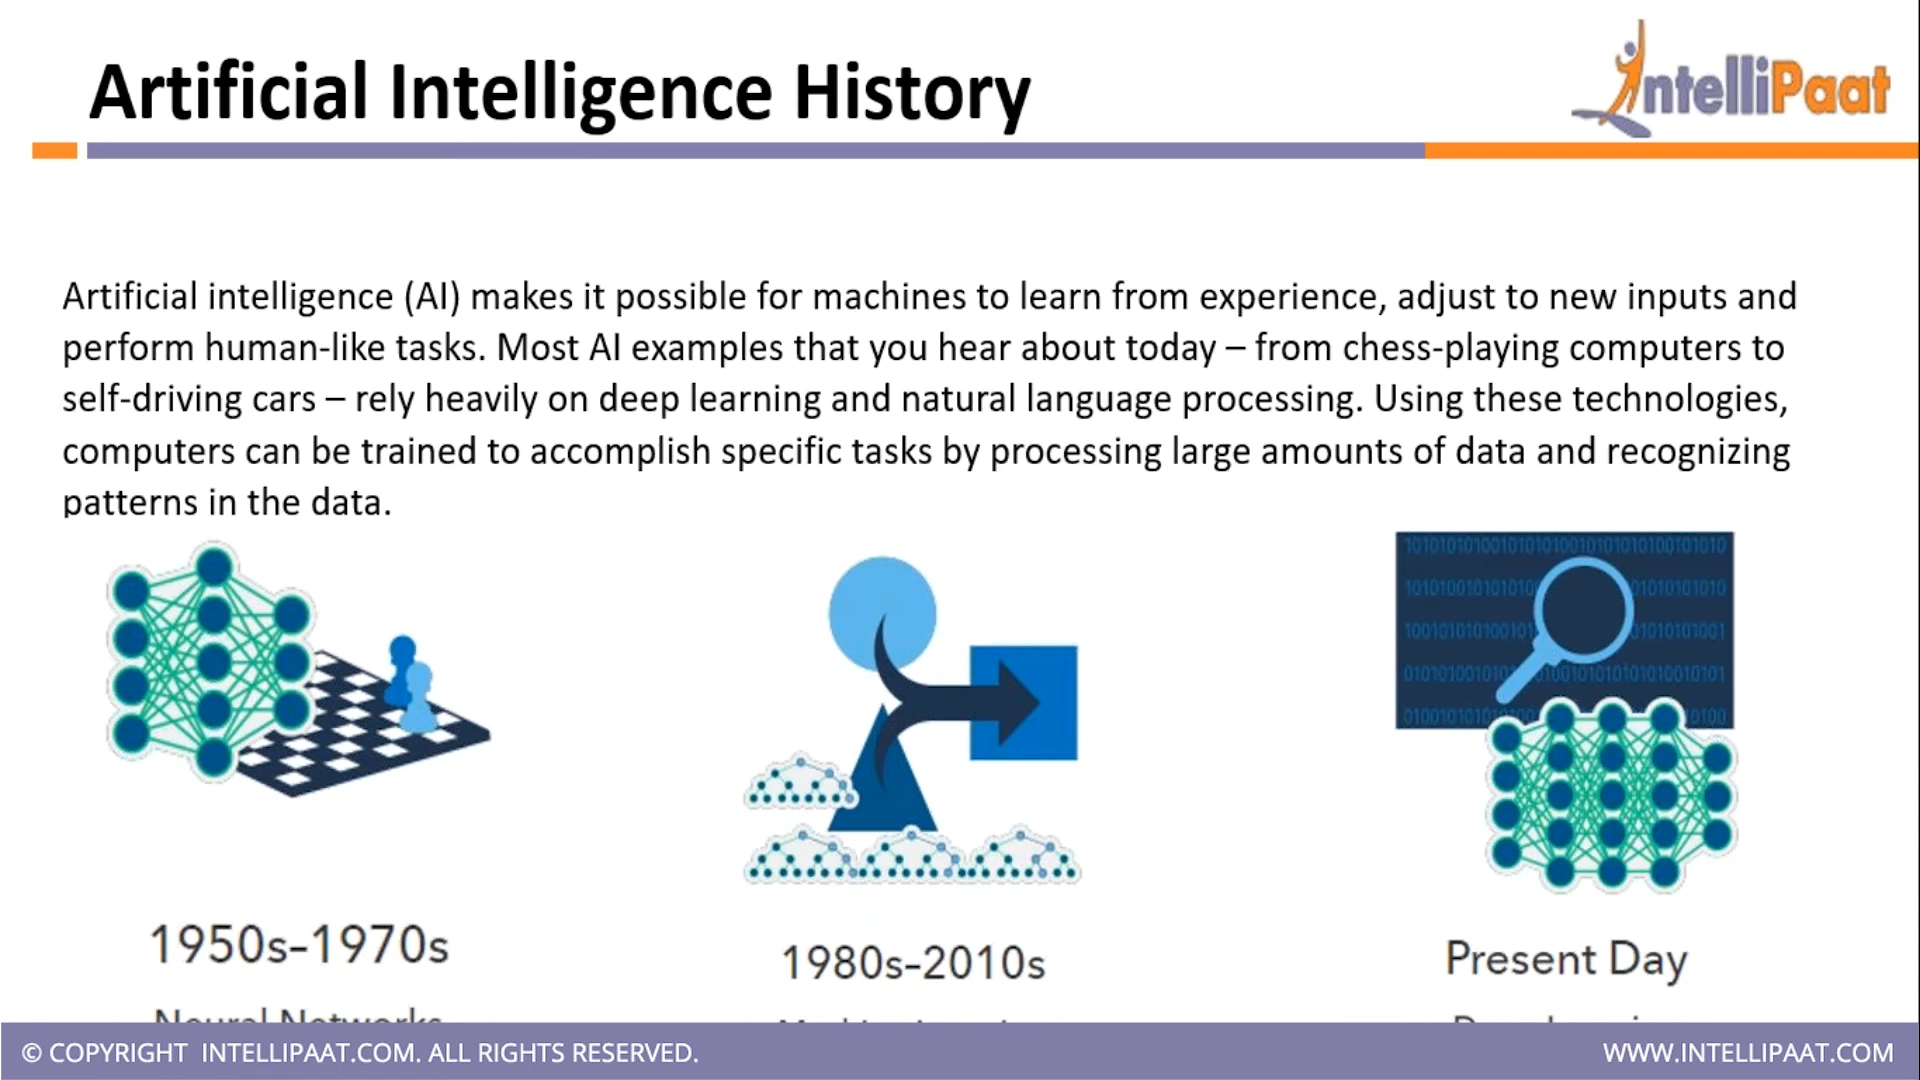 Artificial Intelligence History
IntelliPaat
Artificial intelligence (AI) makes it possible for machines to learn from experience, adjust to new inputs and
perform human-like tasks. Most AI examples that you hear about today – from chess-playing computers to
self-driving cars – rely heavily on deep learning and natural language processing. Using these technologies,
computers can be trained to accomplish specific tasks by processing large amounts of data and recognizing
patterns in the data.
1950s–1970s
1980s–2010s
Present Day
Neural Networks
© COPYRIGHT INTELLIPAAT.COM. ALL RIGHTS RESERVED.
WWW.INTELLIPAAT.COM